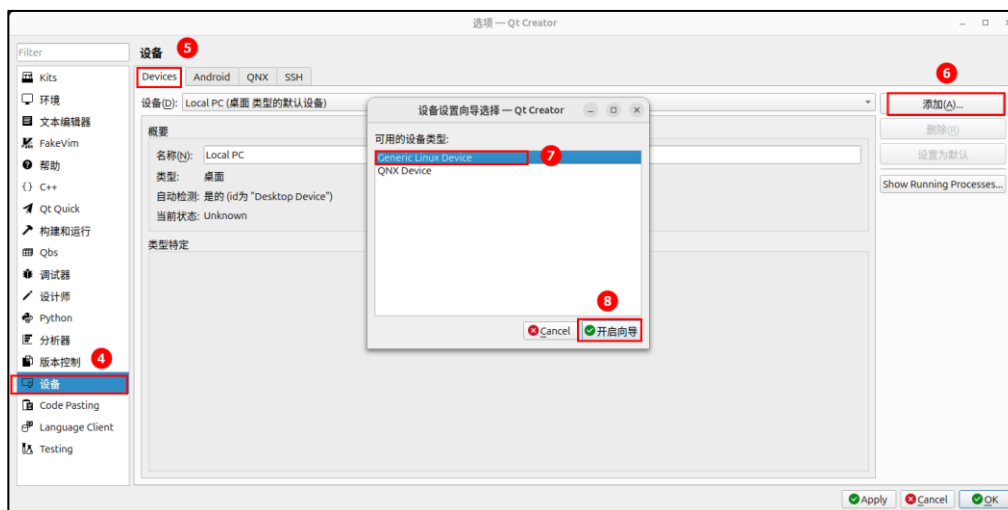 选项 — Qt Creator
Filter
设备
5
Kits
环境
文本编辑器
FakeVim
帮助
C++
Qt Quick
构建和运行
Qbs
调试器
设计师
Python
分析器
版本控制
4
设备
Code Pasting
Language Client
Testing
Devices Android QNX SSH
设备(D): Local PC (桌面 类型的默认设备)
概要
名称(N): Local PC
类型: 桌面
自动检测: 是的 (id为 "Desktop Device")
当前状态: Unknown
类型特定
设备设置向导选择 — Qt Creator
可用的设备类型:
Generic Linux Device
7
QNX Device
8
Cancel 开启向导
6
添加(A)...
删除(R)
设置为默认
Show Running Processes...
Apply Cancel OK